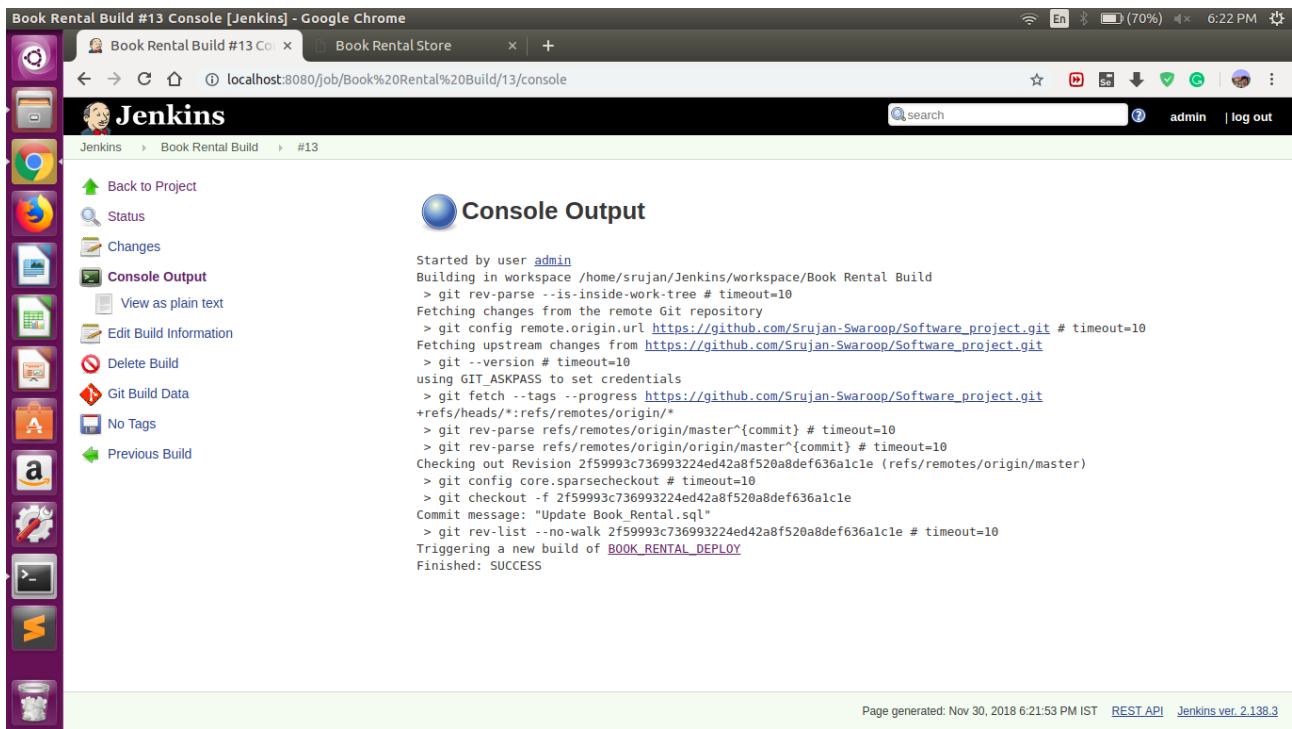 Book Rental Build #13 Console [Jenkins] - Google Chrome
En (70%) 6:22 PM
Book Rental Build #13 Co × Book Rental Store × +
localhost:8080/job/Book%20Rental%20Build/13/console
Jenkins
search
admin | log out
Jenkins Book Rental Build #13
Back to Project
Status
Changes
Console Output
View as plain text
Edit Build Information
Delete Build
Git Build Data
No Tags
Previous Build
Console Output
Started by user admin
Building in workspace /home/srujan/Jenkins/workspace/Book Rental Build
> git rev-parse --is-inside-work-tree # timeout=10
Fetching changes from the remote Git repository
> git config remote.origin.url https://github.com/Srujan-Swaroop/Software_project.git # timeout=10
Fetching upstream changes from https://github.com/Srujan-Swaroop/Software_project.git
> git --version # timeout=10
using GIT_ASKPASS to set credentials
> git fetch --tags --progress https://github.com/Srujan-Swaroop/Software_project.git
+refs/heads/*:refs/remotes/origin/*
> git rev-parse refs/remotes/origin/master^{commit} # timeout=10
> git rev-parse refs/remotes/origin/origin/master^{commit} # timeout=10
Checking out Revision 2f59993c736993224ed42a8f520a8def636a1c1e (refs/remotes/origin/master)
> git config core.sparsecheckout # timeout=10
> git checkout -f 2f59993c736993224ed42a8f520a8def636a1c1e
Commit message: "Update Book_Rental.sql"
> git rev-list --no-walk 2f59993c736993224ed42a8f520a8def636a1c1e # timeout=10
Triggering a new build of BOOK_RENTAL_DEPLOY
Finished: SUCCESS
Page generated: Nov 30, 2018 6:21:53 PM IST REST API Jenkins ver. 2.138.3